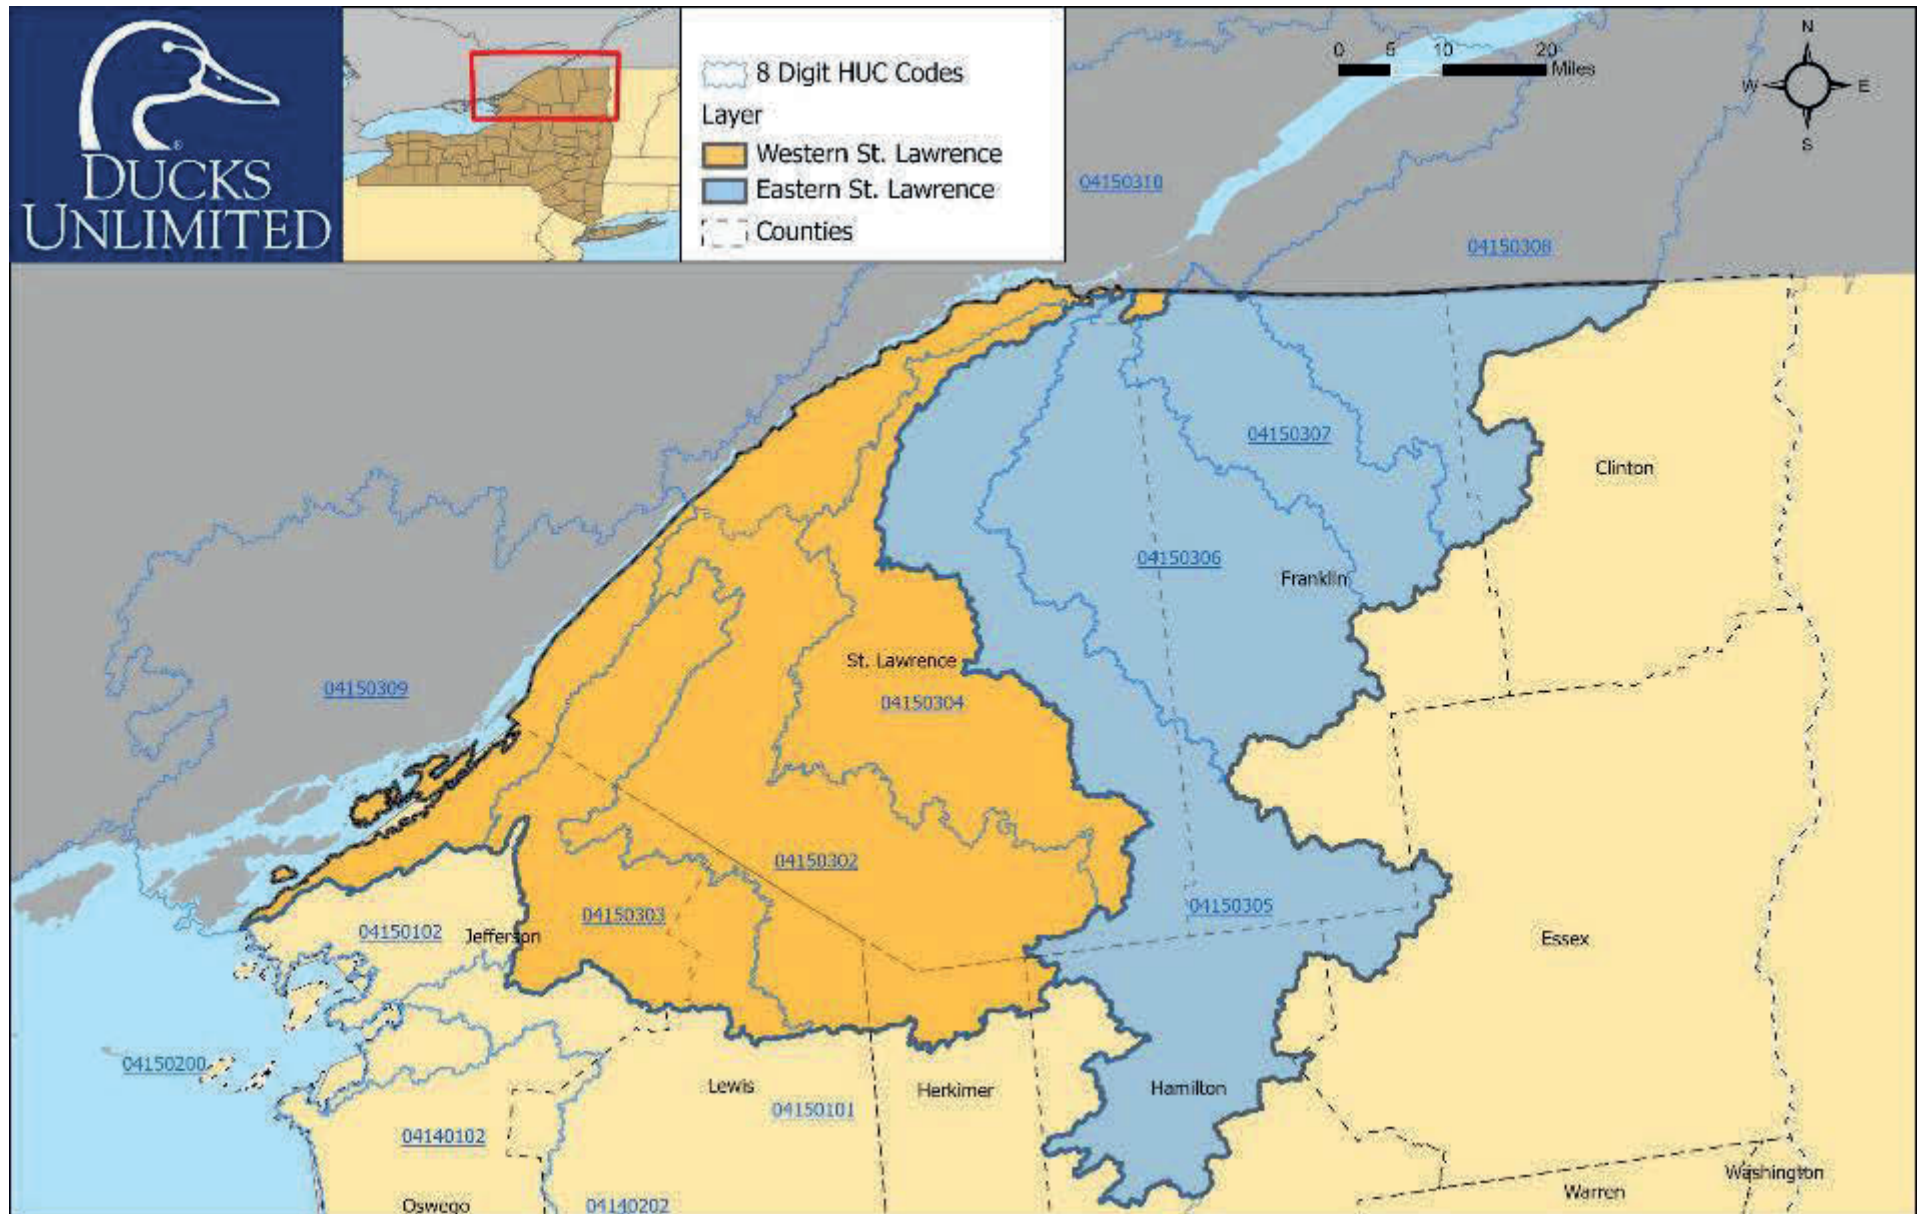 DUCKS
UNLIMITED
®
8 Digit HUC Codes
Layer
Western St. Lawrence
Eastern St. Lawrence
Counties
0 5 10 20
Miles
N
W E
S
04150310
04150308
04150307
Clinton
04150306
Franklin
St. Lawrence
04150309
04150304
04150302
04150303
04150305
04150102
Jefferson
Essex
04150200
Lewis
Herkimer
Hamilton
04150101
04140102
Washington
Warren
Oswego
04140202